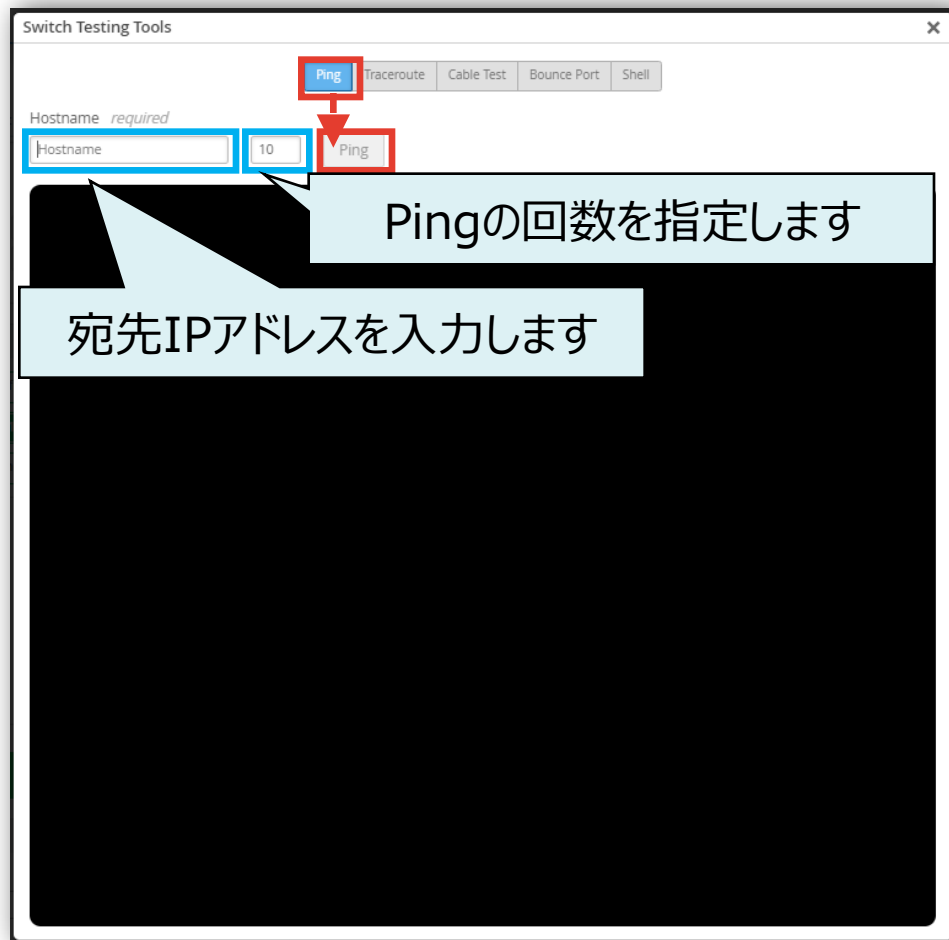 Switch Testing Tools
Ping Traceroute Cable Test Bounce Port Shell
Hostname required
Hostname 10 Ping
Pingの回数を指定します
宛先IPアドレスを入力します